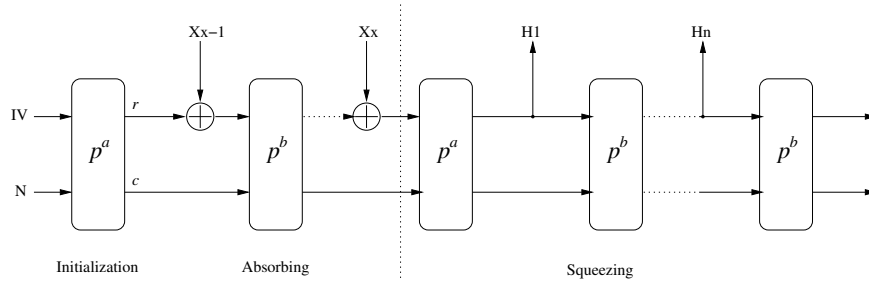 Xx−1
Xx
H1
Hn
IV
r
p^a
p^b
p^a
p^b
p^b
N
c
Initialization
Absorbing
Squeezing